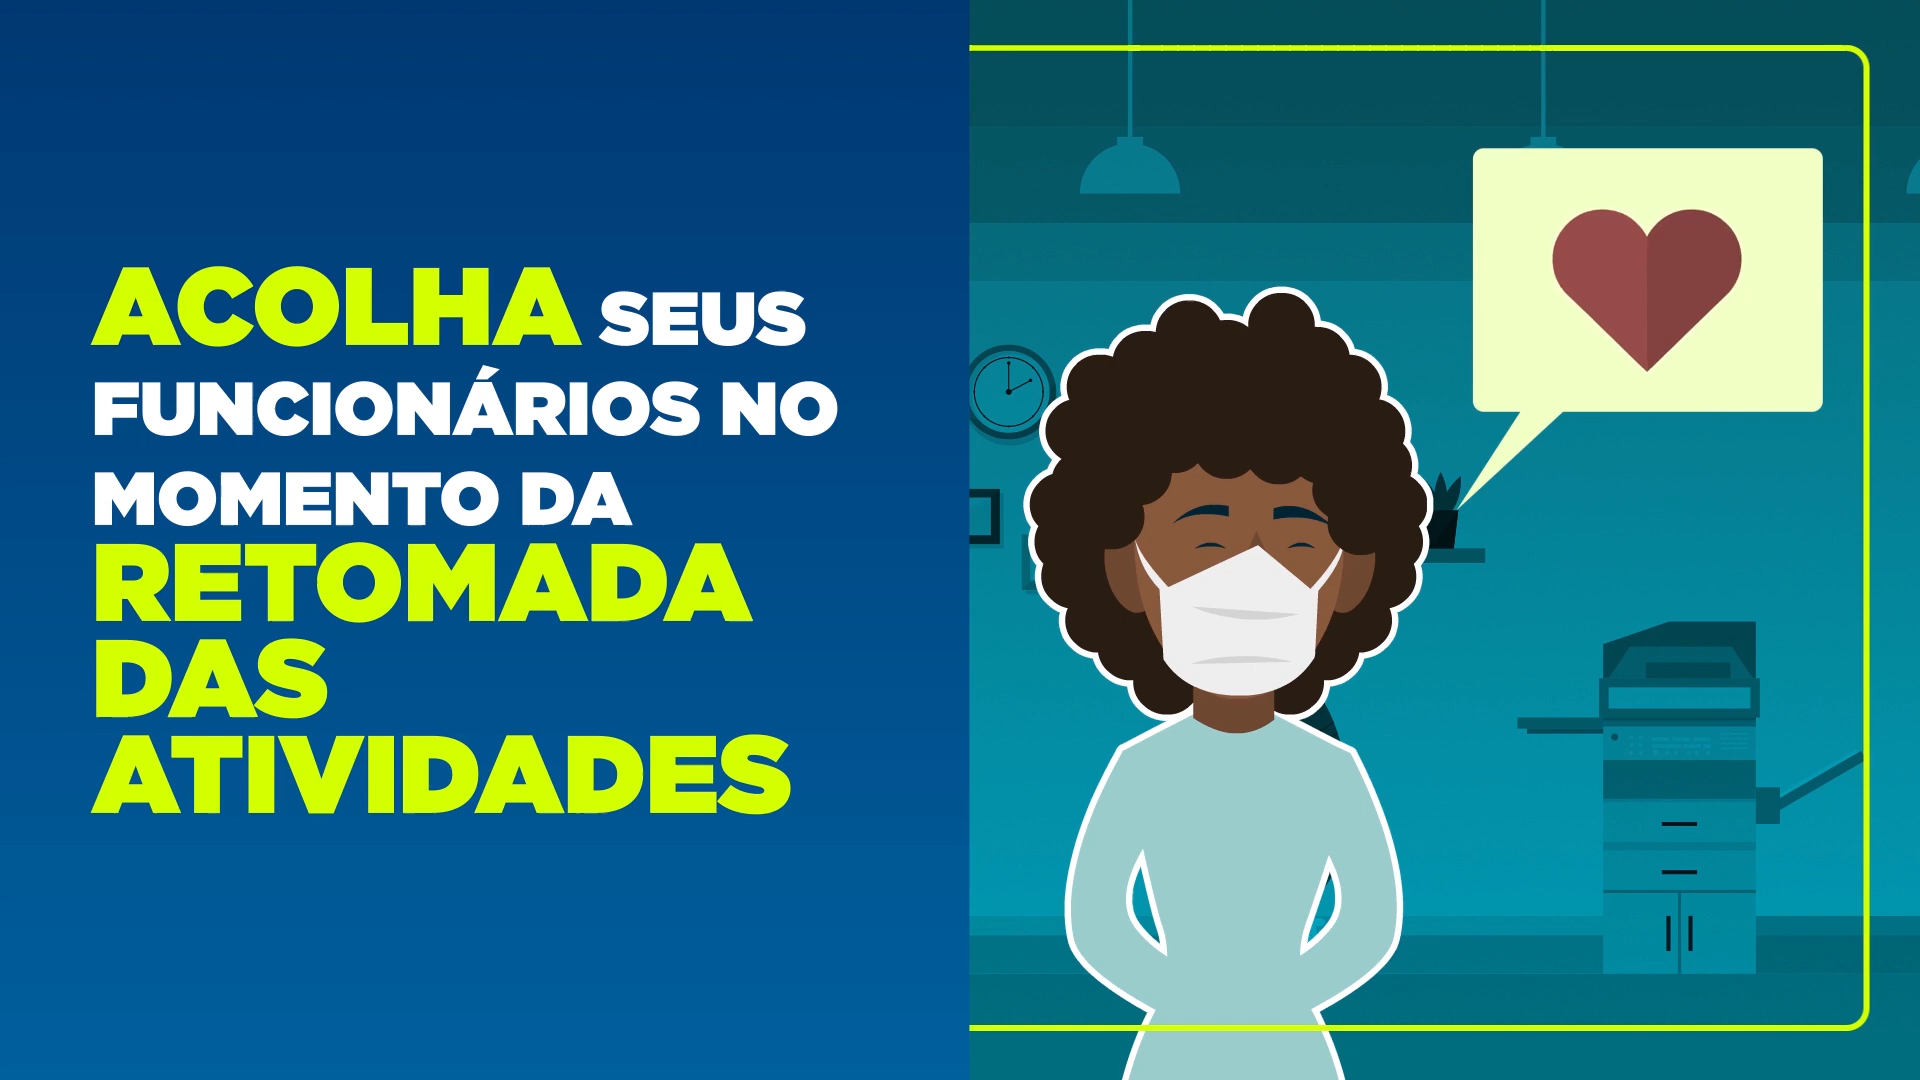 ACOLHA SEUS
FUNCIONÁRIOS NO
MOMENTO DA
RETOMADA
DAS
ATIVIDADES